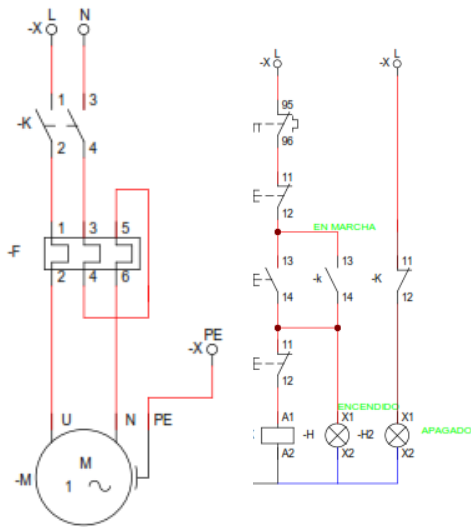 L N
-X
1 3
-K
2 4
1 3 5
-F
2 4 6
-X PE
U N PE
M
-M 1
L
-X
95
96
11
12
EN MARCHA
13
14
13
-k
14
11
12
A1
A2
ENCENDIDO
X1
-H
X2
L
-X
11
-K
12
X1
-H2
X2
APAGADO